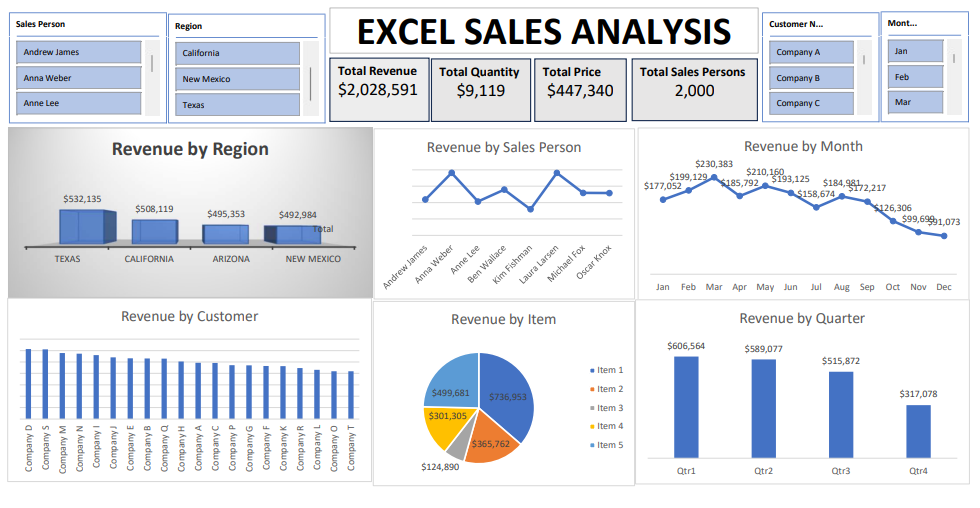 Sales Person
Andrew James
Anna Weber
Anne Lee
Region
California
New Mexico
Texas
EXCEL SALES ANALYSIS
Total Revenue
$2,028,591
Total Quantity
$9,119
Total Price
$447,340
Total Sales Persons
2,000
Customer N...
Company A
Company B
Company C
Mont...
Jan
Feb
Mar
Revenue by Region
$532,135
$508,119
$495,353
$492,984
Total
TEXAS
CALIFORNIA
ARIZONA
NEW MEXICO
Revenue by Sales Person
Andrew James
Anna Weber
Anne Lee
Ben Wallace
Kim Fishman
Laura Larsen
Michael Fox
Oscar Knox
Revenue by Month
$177,052
$199,129
$230,383
$185,792
$210,160
$193,125
$158,674
$184,981
$172,217
$126,306
$99,699
$91,073
Jan
Feb
Mar
Apr
May
Jun
Jul
Aug
Sep
Oct
Nov
Dec
Revenue by Customer
Company D
Company S
Company M
Company N
Company I
Company J
Company E
Company B
Company Q
Company H
Company A
Company C
Company P
Company G
Company F
Company K
Company R
Company L
Company O
Company T
Revenue by Item
$736,953
$365,762
$124,890
$301,305
$499,681
Item 1
Item 2
Item 3
Item 4
Item 5
Revenue by Quarter
$606,564
$589,077
$515,872
$317,078
Qtr1
Qtr2
Qtr3
Qtr4